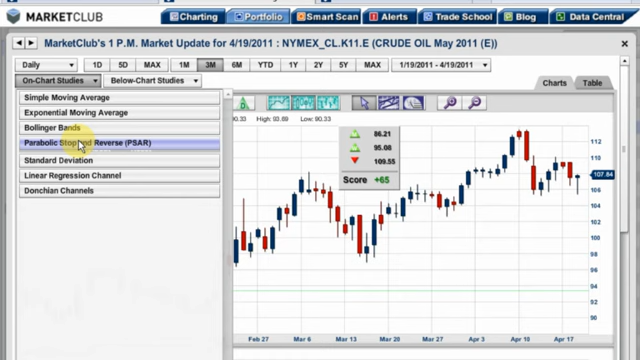 MARKETCLUB Charting Portfolio Smart Scan Alerts Trade School Blog Data Central
MarketClub's 1 P.M. Market Update for 4/19/2011 : NYMEX_CL.K11.E (CRUDE OIL May 2011 (E))
Daily 1D 5D MAX 1M 3M 6M YTD 1Y 2Y 5Y MAX 1/19/2011 - 4/19/2011
On-Chart Studies Below-Chart Studies Charts Table
Simple Moving Average
Exponential Moving Average
Bollinger Bands
Parabolic Stop and Reverse (PSAR)
Standard Deviation
Linear Regression Channel
Donchian Channels
90.33 High: 93.89 Low: 90.33
86.21
95.08
109.55
Score +65
112
107.84
106
104
102
100
98
96
94
92
90
Feb 27 Mar 6 Mar 13 Mar 20 Mar 27 Apr 3 Apr 10 Apr 17